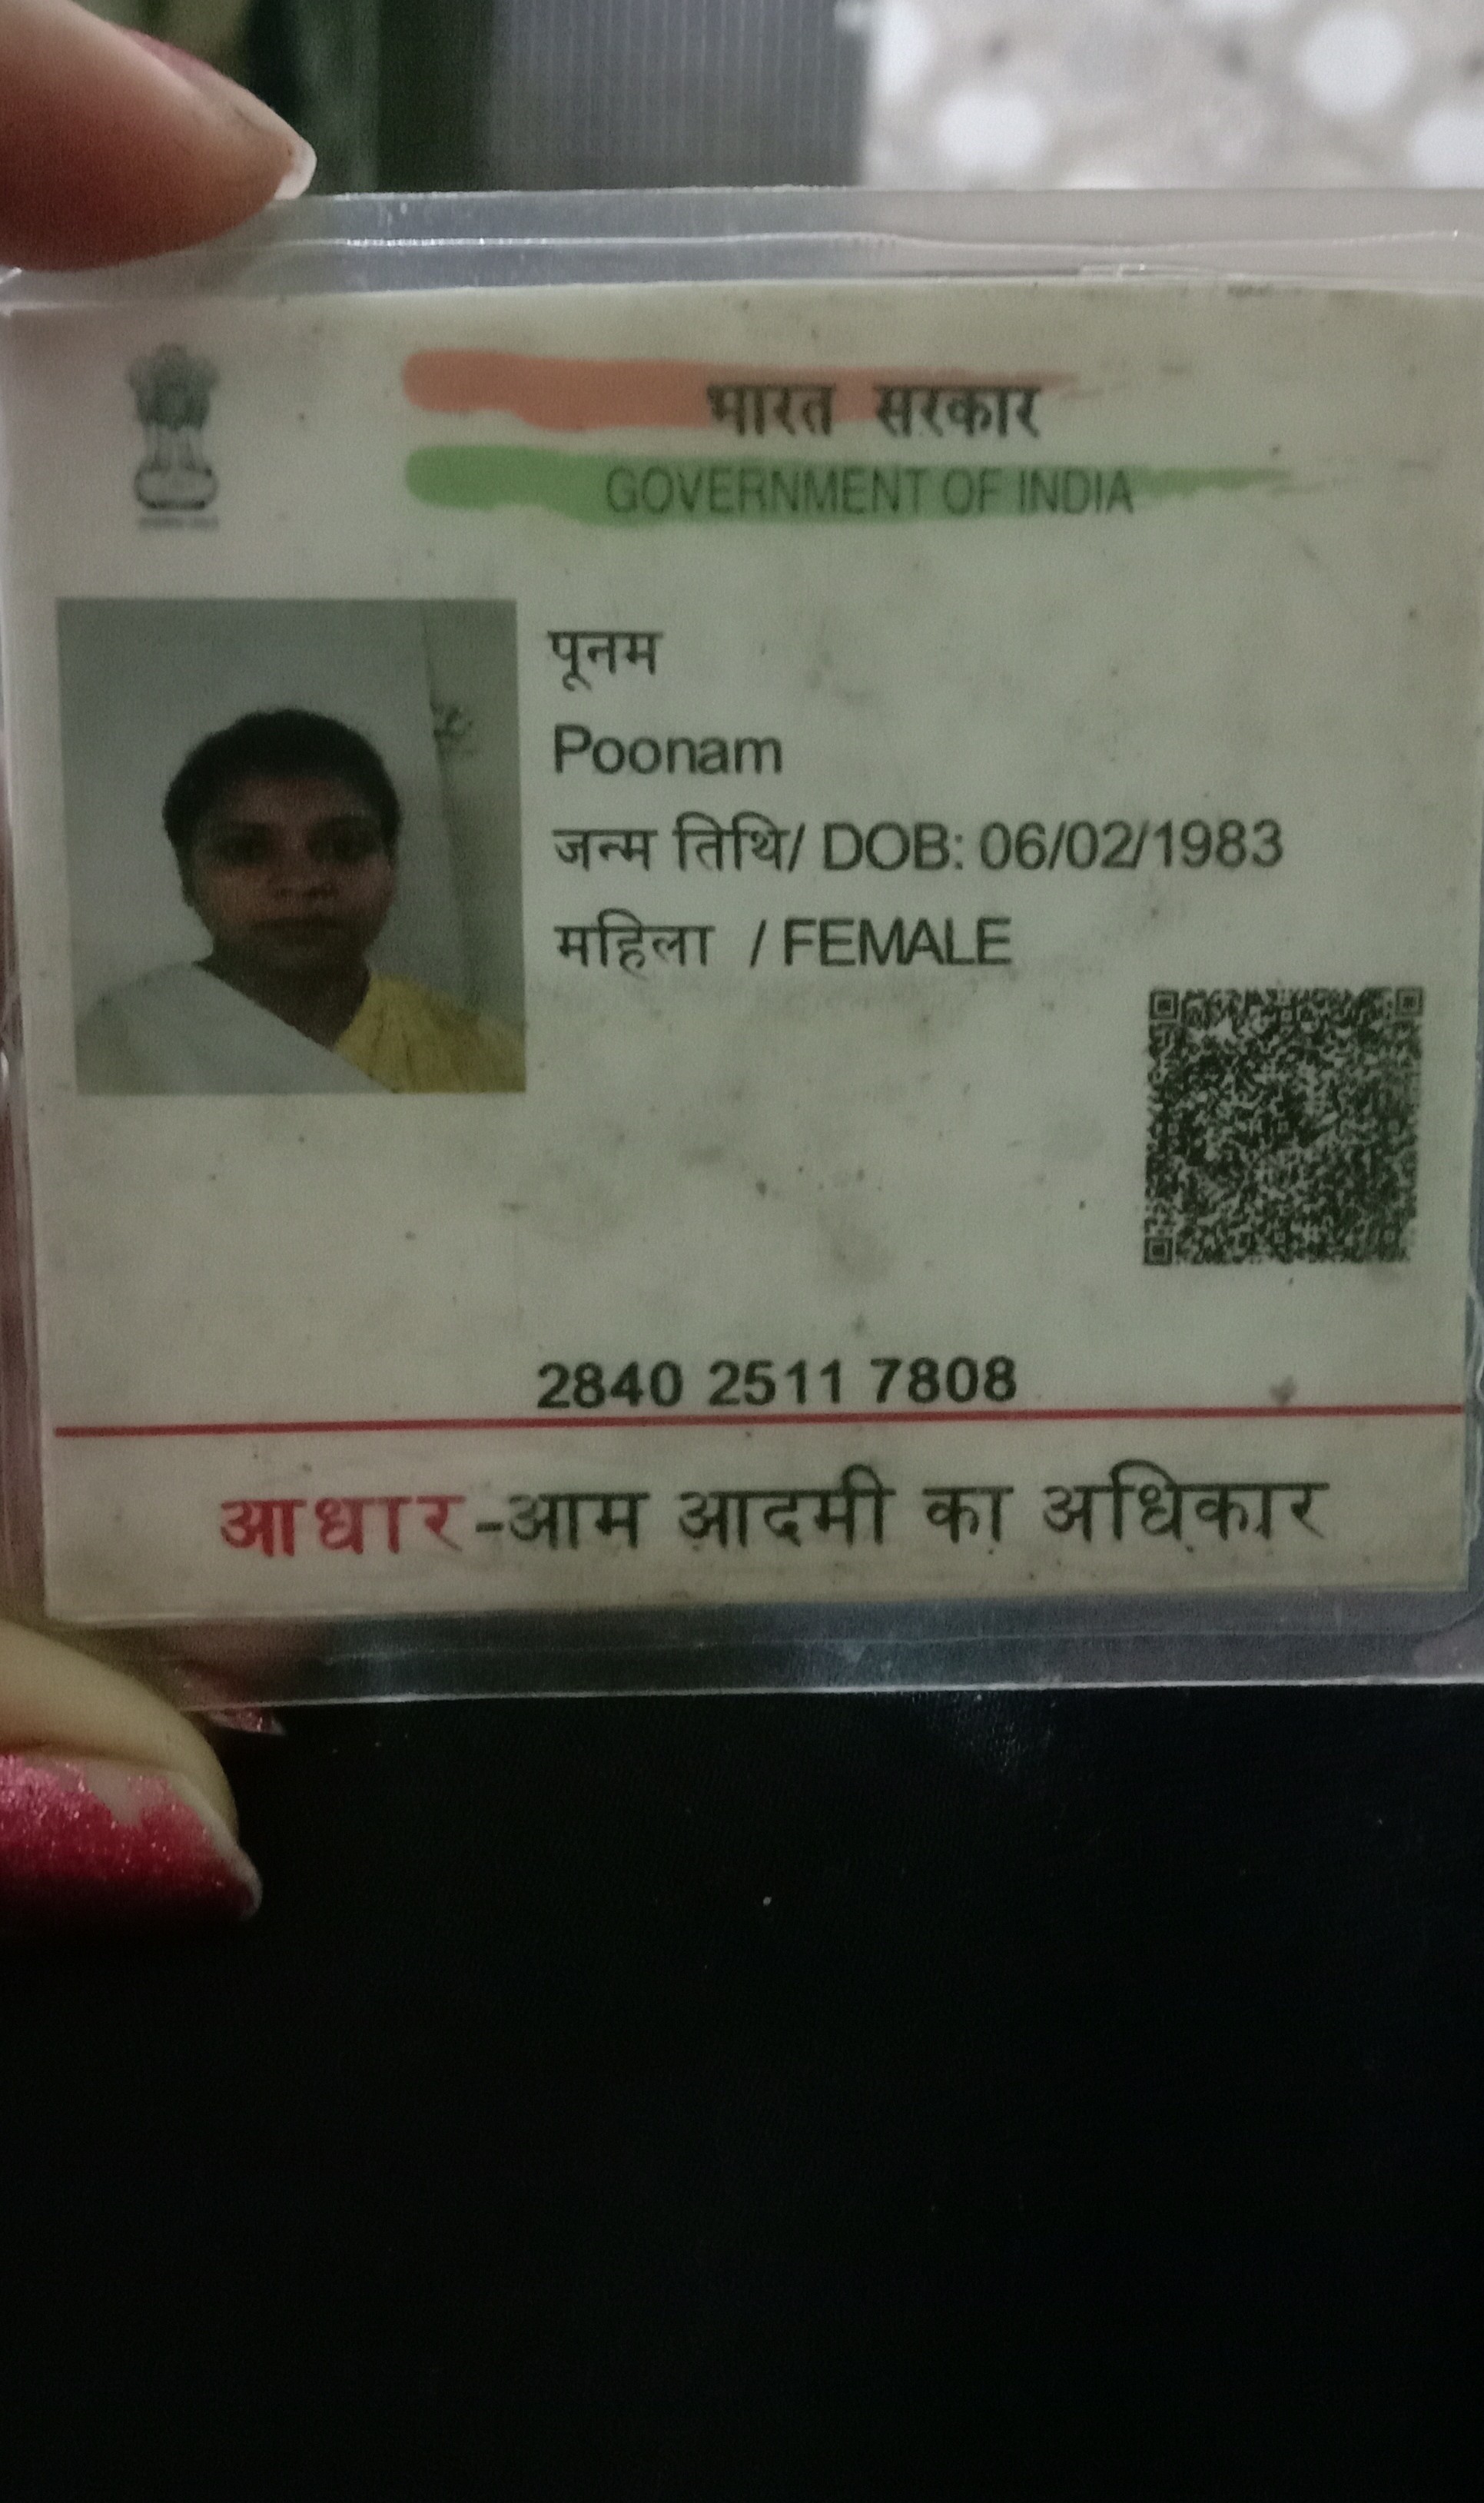 भारत सरकार
GOVERNMENT OF INDIA
पूनम
Poonam
जन्म तिथि/ DOB: 06/02/1983
महिला / FEMALE
2840 2511 7808
आधार-आम आदमी का अधिकार